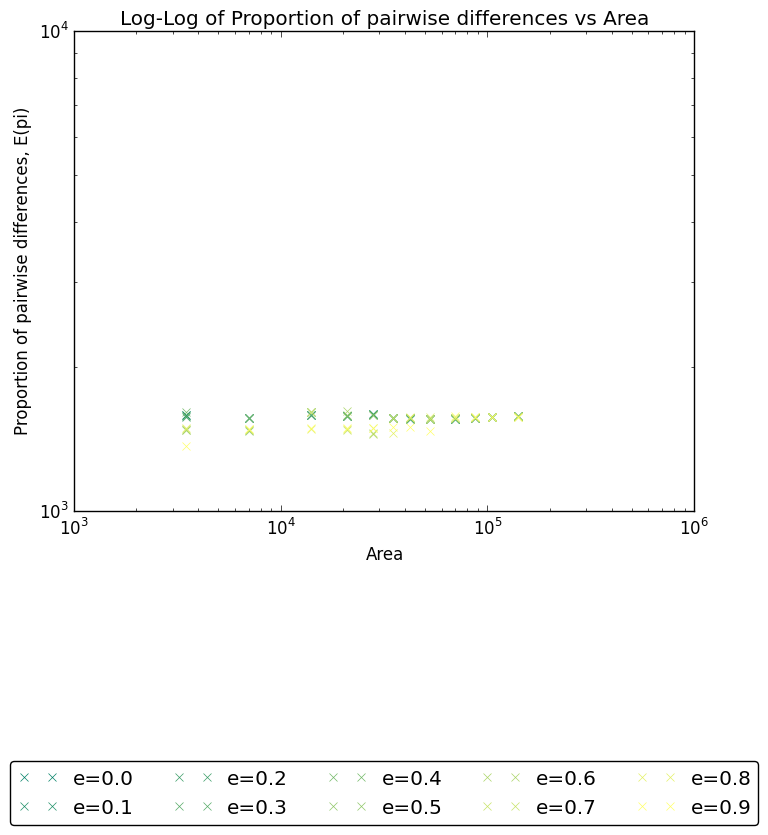 Log-Log of Proportion of pairwise differences vs Area
10^4
Proportion of pairwise differences, E(pi)
10^3
10^3 10^4 10^5 10^6
Area
e=0.0 e=0.2 e=0.4 e=0.6 e=0.8
e=0.1 e=0.3 e=0.5 e=0.7 e=0.9